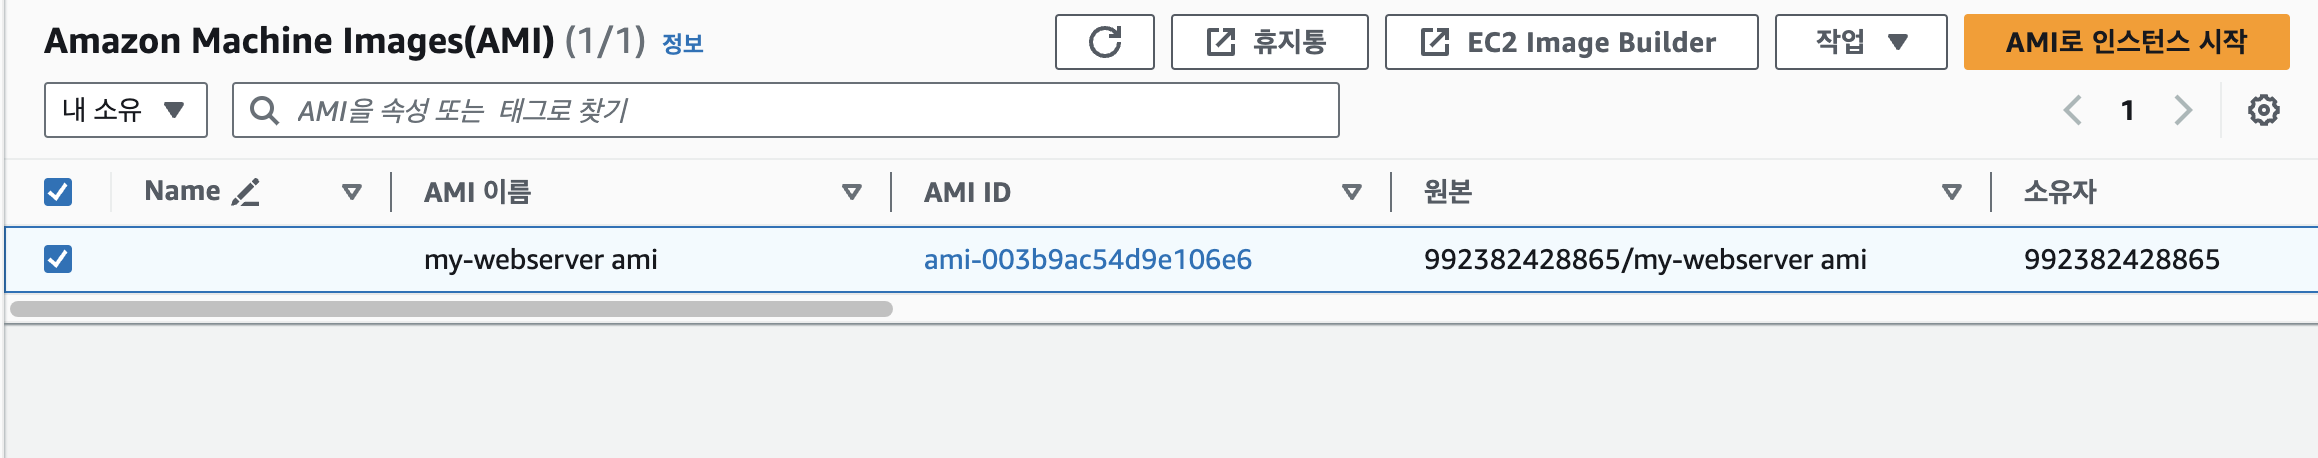 Amazon Machine Images(AMI) (1/1) 정보 휴지통 EC2 Image Builder 작업 AMI로 인스턴스 시작
내 소유 AMI을 속성 또는 태그로 찾기 1
Name AMI 이름 AMI ID 원본 소유자
my-webserver ami ami-003b9ac54d9e106e6 992382428865/my-webserver ami 992382428865